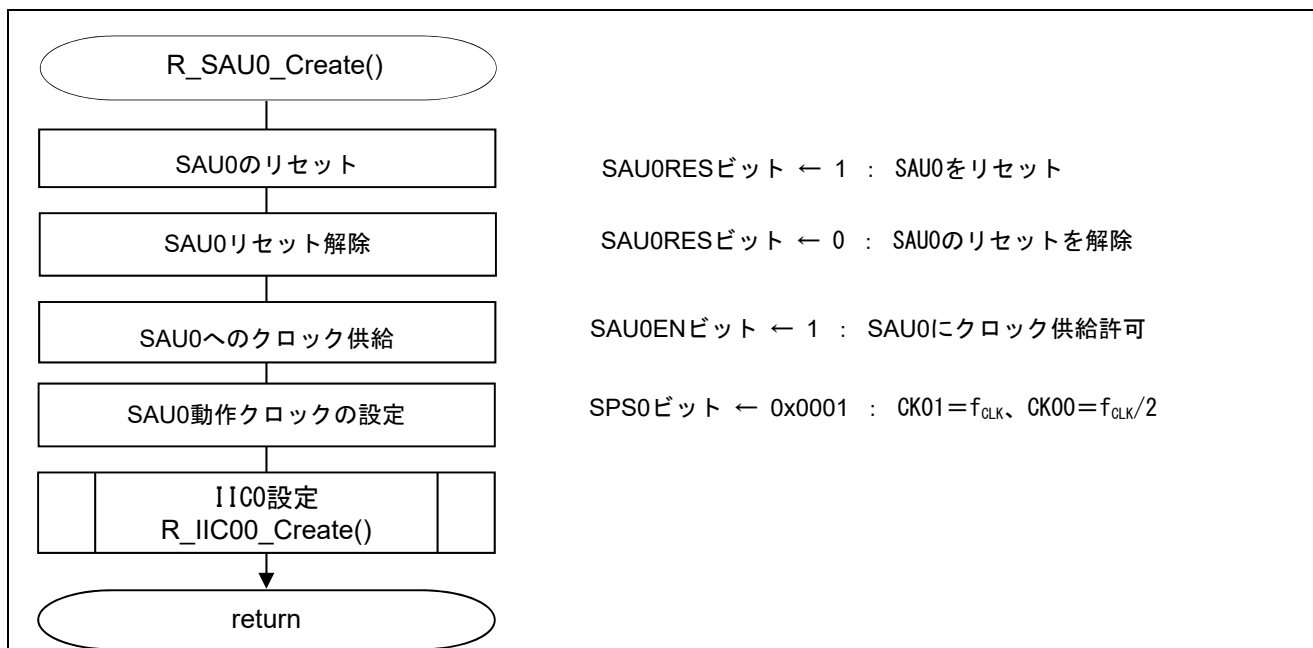 R_SAU0_Create()
SAU0のリセット
SAU0RESビット ← 1 : SAU0をリセット
SAU0リセット解除
SAU0RESビット ← 0 : SAU0のリセットを解除
SAU0へのクロック供給
SAU0ENビット ← 1 : SAU0にクロック供給許可
SAU0動作クロックの設定
SPS0ビット ← 0x0001 : CK01＝fCLK、CK00＝fCLK/2
IIC0設定
R_IIC00_Create()
return